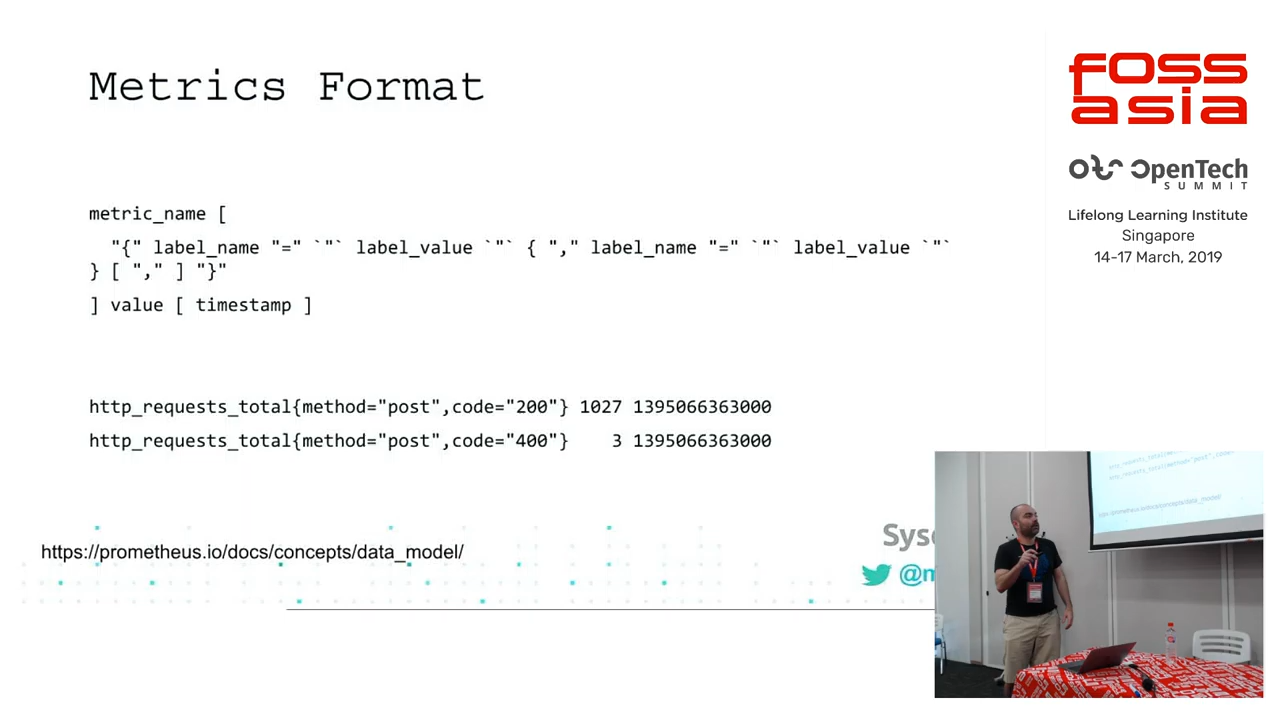 Metrics Format
metric_name [
"{" label_name "=" `"` label_value `"` { "," label_name "=" `"` label_value `"`
} [ "," ] "}"
] value [ timestamp ]
http_requests_total{method="post",code="200"} 1027 1395066363000
http_requests_total{method="post",code="400"} 3 1395066363000
https://prometheus.io/docs/concepts/data_model/
FOSS
ASIA
OpenTech
SUMMIT
Lifelong Learning Institute
Singapore
14-17 March, 2019